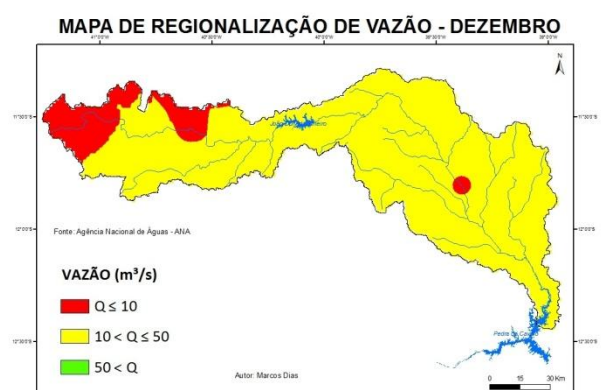 MAPA DE REGIONALIZAÇÃO DE VAZÃO - DEZEMBRO
N
Fonte: Agência Nacional de Águas - ANA
VAZÃO (m³/s)
Q ≤ 10
10 < Q ≤ 50
50 < Q
Autor: Marcos Dias
0 15 30 Km